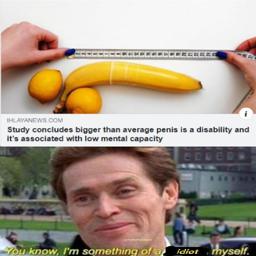 IHLAYANEWS.COM
Study concludes bigger than average penis is a disability and
it's associated with low mental capacity
You know, I'm something of a idiot myself.